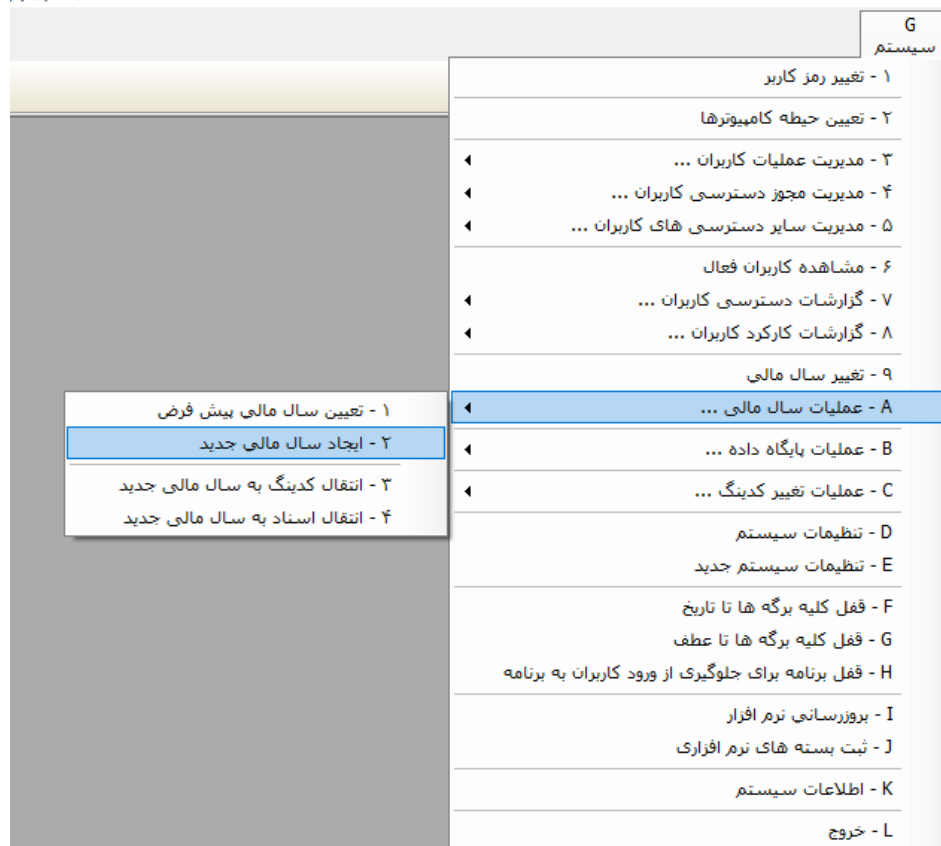 G
سیستم
۱ - تغییر رمز کاربر
۲ - تعیین حیطه کامپیوترها
۳ - مدیریت عملیات کاربران ...
۴ - مدیریت مجوز دسترسی کاربران ...
۵ - مدیریت سایر دسترسی های کاربران ...
۶ - مشاهده کاربران فعال
۷ - گزارشات دسترسی کاربران ...
۸ - گزارشات کارکرد کاربران ...
۹ - تغییر سال مالی
A - عملیات سال مالی ...
۱ - تعیین سال مالی پیش فرض
۲ - ایجاد سال مالی جدید
۳ - انتقال کدینگ به سال مالی جدید
۴ - انتقال اسناد به سال مالی جدید
B - عملیات پایگاه داده ...
C - عملیات تغییر کدینگ ...
D - تنظیمات سیستم
E - تنظیمات سیستم جدید
F - قفل کلیه برگه ها تا تاریخ
G - قفل کلیه برگه ها تا عطف
H - قفل برنامه برای جلوگیری از ورود کاربران به برنامه
I - بروزرسانی نرم افزار
J - ثبت بسته های نرم افزاری
K - اطلاعات سیستم
L - خروج